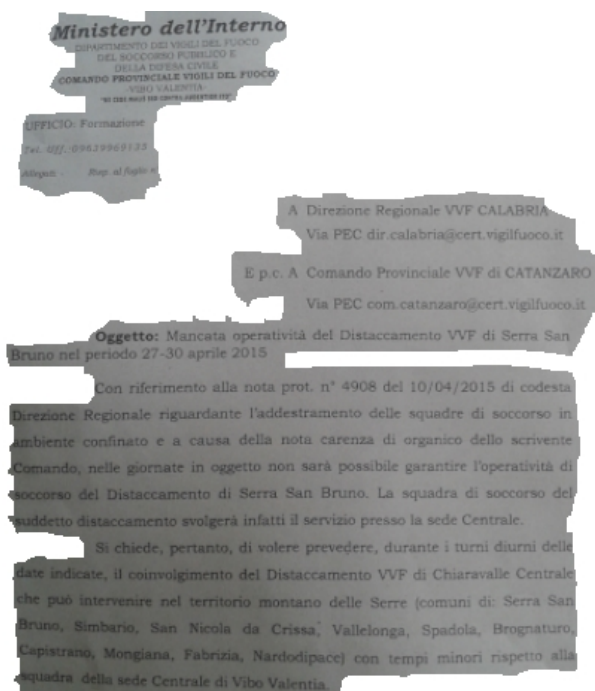 Ministero dell'Interno
DIPARTIMENTO DEI VIGILI DEL FUOCO
DEL SOCCORSO PUBBLICO E
DELLA DIFESA CIVILE
COMANDO PROVINCIALE VIGILI DEL FUOCO
-VIBO VALENTIA-
UFFICIO: Formazione
Tel. Uff. 09639969133
Allegati - Risp. al foglio n.
A Direzione Regionale VVF CALABRIA
Via PEC dir.calabria@cert.vigilfuoco.it
E p.c. A Comando Provinciale VVF di CATANZARO
Via PEC com.catanzaro@cert.vigilfuoco.it
Oggetto: Mancata operatività del Distaccamento VVF di Serra San
Bruno nel periodo 27-30 aprile 2015
Con riferimento alla nota prot. n° 4908 del 10/04/2015 di codesta
Direzione Regionale riguardante l'addestramento delle squadre di soccorso in
ambiente confinato e a causa della nota carenza di organico dello scrivente
Comando, nelle giornate in oggetto non sarà possibile garantire l'operatività di
soccorso del Distaccamento di Serra San Bruno. La squadra di soccorso del
suddetto distaccamento svolgerà infatti il servizio presso la sede Centrale.
Si chiede, pertanto, di volere prevedere, durante i turni diurni delle
date indicate, il coinvolgimento del Distaccamento VVF di Chiaravalle Centrale
che può intervenire nel territorio montano delle Serre (comuni di: Serra San
Bruno, Simbario, San Nicola da Crissa, Vallelonga, Spadola, Brognaturo,
Capistrano, Mongiana, Fabrizia, Nardodipace) con tempi minori rispetto alla
squadra della sede Centrale di Vibo Valentia.